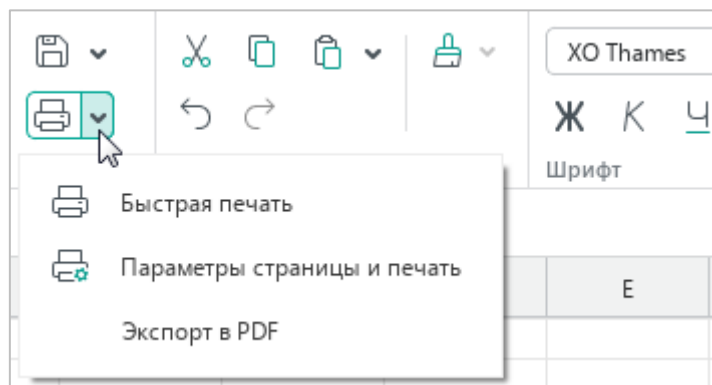 XO Thames
Ж К Ч
Шрифт
Быстрая печать
Параметры страницы и печать
E
Экспорт в PDF